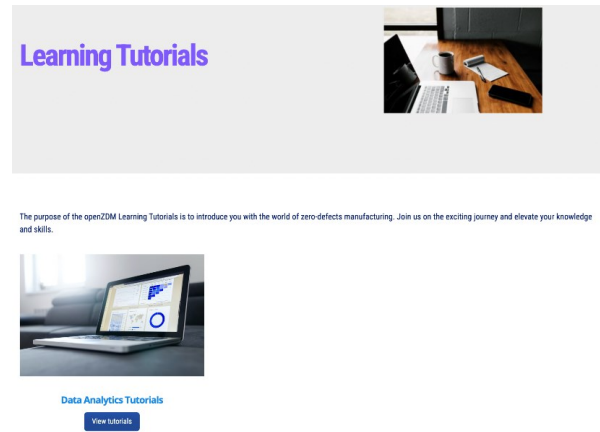 Learning Tutorials
The purpose of the openZDM Learning Tutorials is to introduce you with the world of zero-defects manufacturing. Join us on the exciting journey and elevate your knowledge
and skills.
Data Analytics Tutorials
View tutorials